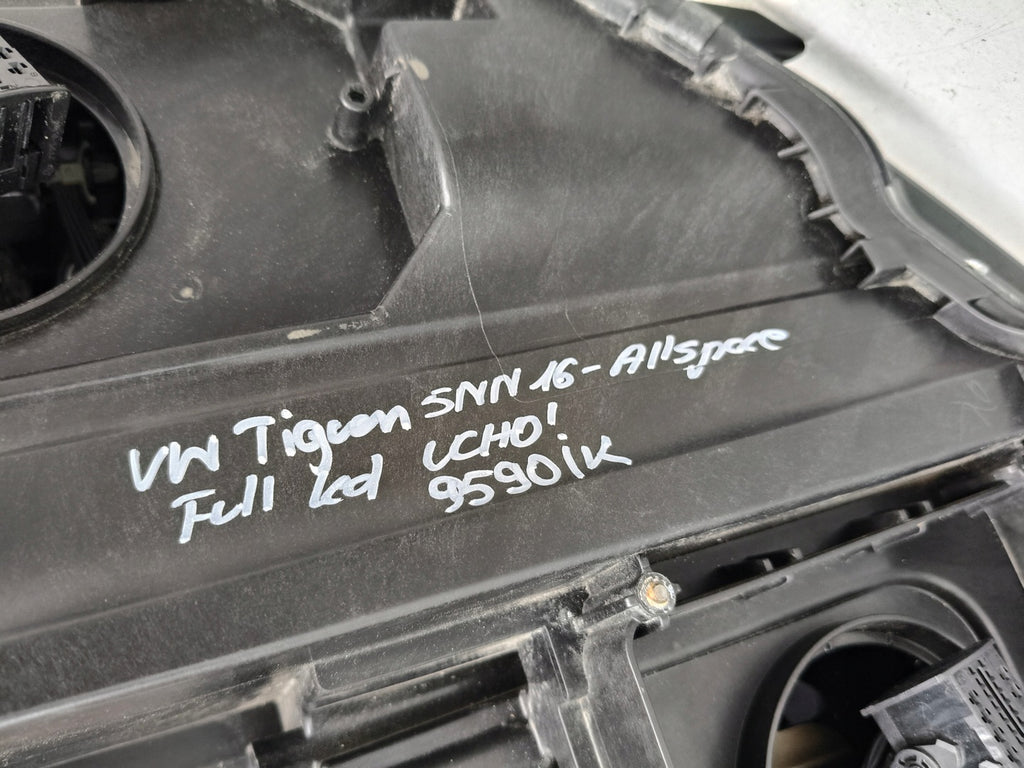 VW Tiguan 5NN 16- Allspace
Full led UCHO!
9590iK